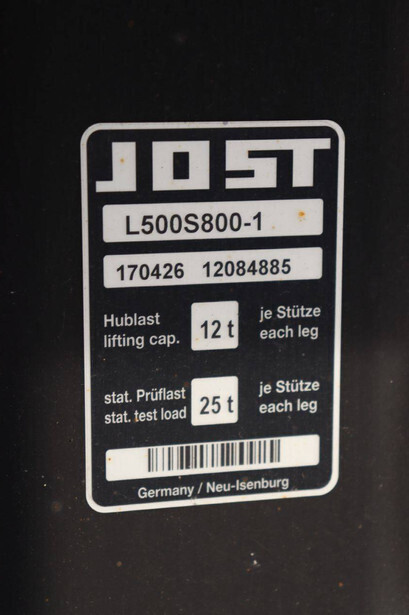 JOST
L500S800-1
170426 12084885
Hublast
lifting cap.
12 t
je Stütze
each leg
stat. Prüflast
stat. test load
25 t
je Stütze
each leg
Germany / Neu-Isenburg